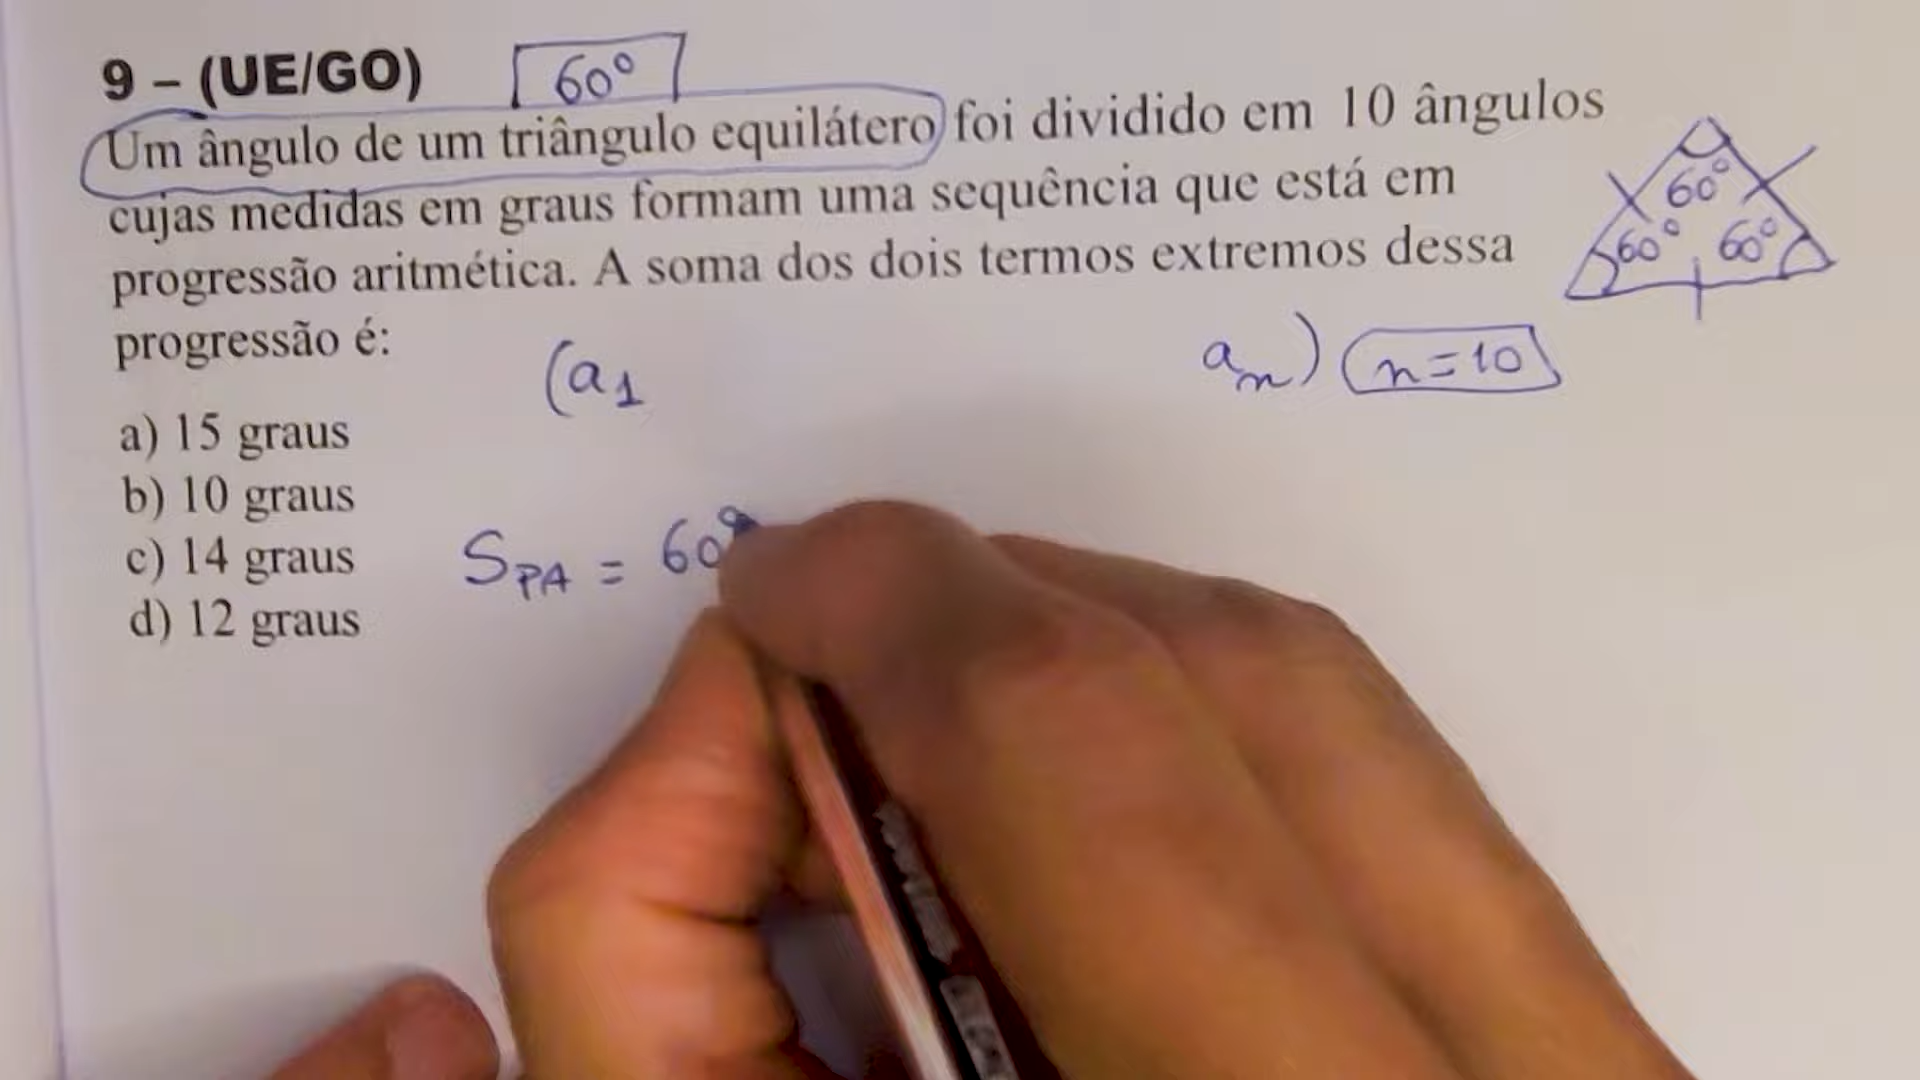 9 – (UE/GO) 60°
Um ângulo de um triângulo equilátero foi dividido em 10 ângulos
cujas medidas em graus formam uma sequência que está em
progressão aritmética. A soma dos dois termos extremos dessa
progressão é:
60°
60° 60°
(a1 an) n=10
a) 15 graus
b) 10 graus
c) 14 graus
d) 12 graus
SPA = 60°